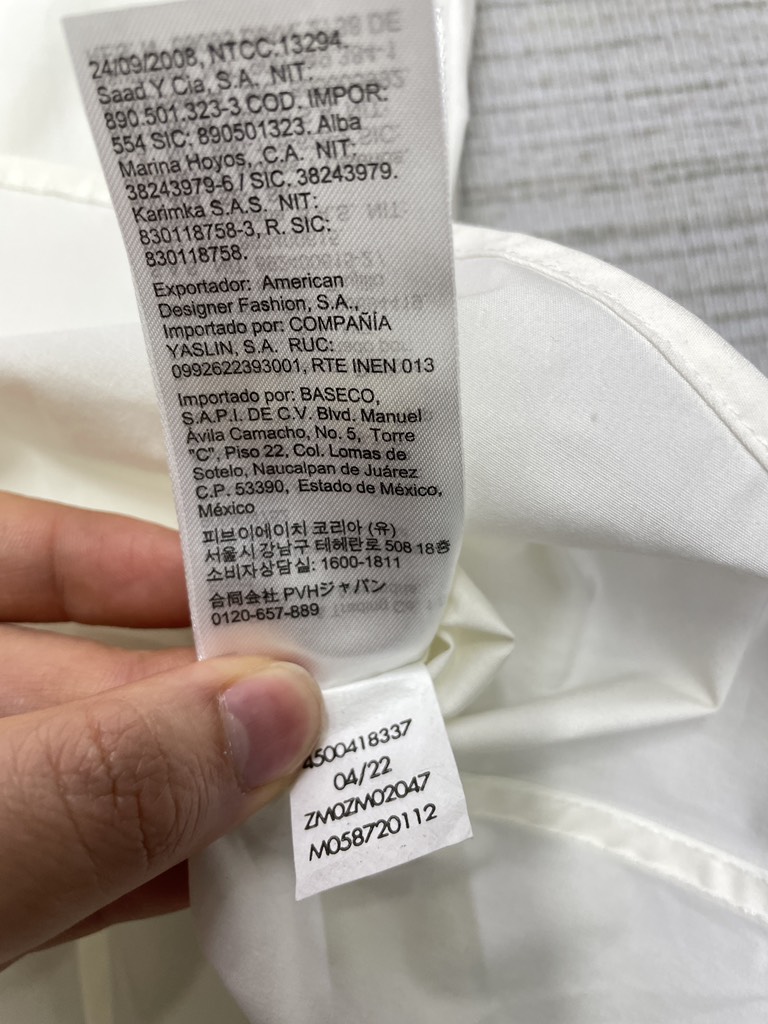 24/09/2008, NTCC:13294.
Saad Y Cia, S.A. NIT:
890.501.323-3 COD. IMPOR:
554 SIC: 890501323. Alba
Marina Hoyos, .C.A. NIT:
38243979-6 / SIC. 38243979.
Karimka S.A.S. NIT:
830118758-3, R. SIC:
830118758.
Exportador: American
Designer Fashion, S.A.,
Importado por: COMPAÑÍA
YASLIN, S.A. RUC:
0992622393001, RTE INEN 013
Importado por: BASECO,
S.A.P.I. DE C.V. Blvd. Manuel
Ávila Camacho, No. 5, Torre
"C", Piso 22, Col. Lomas de
Sotelo, Naucalpan de Juárez
C.P. 53390, Estado de México,
México
피브이에이치 코리아 (유)
서울시 강남구 테헤란로 508 18층
소비자상담실: 1600-1811
合同会社 PVHジャパン
0120-657-889
4500418337
04/22
ZM0ZM02047
M058720112